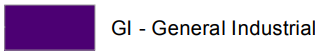 GI - General Industrial